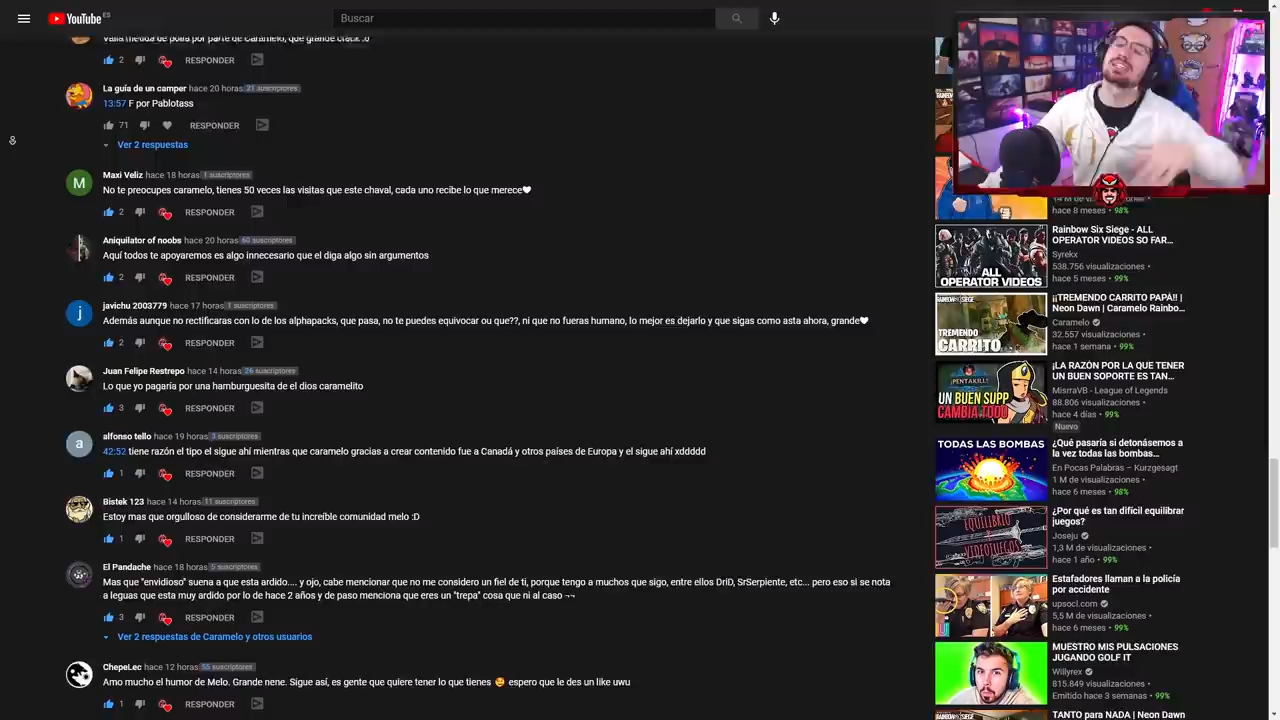 YouTube ES
Buscar
Vaila metida de polla por parte de Caramelo, que grande crack :0
2 RESPONDER
La guía de un camper hace 20 horas 21 suscriptores
13:57 F por Pablotass
71 RESPONDER
Ver 2 respuestas
M
Maxi Veliz hace 18 horas 1 suscriptores
No te preocupes caramelo, tienes 50 veces las visitas que este chaval, cada uno recibe lo que merece❤
2 RESPONDER
Aniquilator of noobs hace 20 horas 60 suscriptores
Aquí todos te apoyaremos es algo innecesario que el diga algo sin argumentos
2 RESPONDER
j
javichu 2003779 hace 17 horas 1 suscriptores
Además aunque no rectificaras con lo de los alphapacks, que pasa, no te puedes equivocar ou que??, ni que no fueras humano, lo mejor es dejarlo y que sigas como asta ahora, grande❤
2 RESPONDER
Juan Felipe Restrepo hace 14 horas 26 suscriptores
Lo que yo pagaría por una hamburguesita de el dios caramelito
3 RESPONDER
a
alfonso tello hace 19 horas 3 suscriptores
42:52 tiene razón el tipo el sigue ahí mientras que caramelo gracias a crear contenido fue a Canadá y otros países de Europa y el sigue ahí xddddd
1 RESPONDER
Bistek 123 hace 14 horas 11 suscriptores
Estoy mas que orgulloso de considerarme de tu increíble comunidad melo :D
1 RESPONDER
El Pandache hace 18 horas 5 suscriptores
Mas que "envidioso" suena a que esta ardido.... y ojo, cabe mencionar que no me considero un fiel de ti, porque tengo a muchos que sigo, entre ellos DriD, SrSerpiente, etc... pero eso si se nota
a leguas que esta muy ardido por lo de hace 2 años y de paso menciona que eres un "trepa" cosa que ni al caso ¬¬
3 RESPONDER
Ver 2 respuestas de Caramelo y otros usuarios
ChepeLec hace 12 horas 55 suscriptores
Amo mucho el humor de Melo. Grande nene. Sigue así, es gente que quiere tener lo que tienes 🤩 espero que le des un like uwu
1 RESPONDER
hace 8 meses • 98%
ALL
OPERATOR VIDEOS
Rainbow Six Siege - ALL
OPERATOR VIDEOS SO FAR...
Syrekx
538.756 visualizaciones •
hace 5 meses • 99%
TREMENDO
CARRITO
¡¡TREMENDO CARRITO PAPÁ!! |
Neon Dawn | Caramelo Rainbo...
Caramelo
32.557 visualizaciones •
hace 1 semana • 99%
¡PENTAKILL!
UN BUEN SUPP
CAMBIA TODO
¡LA RAZÓN POR LA QUE TENER
UN BUEN SOPORTE ES TAN...
MisrraVB - League of Legends
88.806 visualizaciones •
hace 4 días • 99%
Nuevo
TODAS LAS BOMBAS
¿Qué pasaría si detonásemos a
la vez todas las bombas...
En Pocas Palabras – Kurzgesagt
1 M de visualizaciones •
hace 6 meses • 98%
EQUILIBRIO
Y
VIDEOJUEGOS
¿Por qué es tan difícil equilibrar
juegos?
Joseju
1,3 M de visualizaciones •
hace 1 año • 99%
Estafadores llaman a la policía
por accidente
upsocl.com
5,5 M de visualizaciones •
hace 6 meses • 99%
MUESTRO MIS PULSACIONES
JUGANDO GOLF IT
Willyrex
815.849 visualizaciones •
Emitido hace 3 semanas • 99%
TANTO para NADA | Neon Dawn